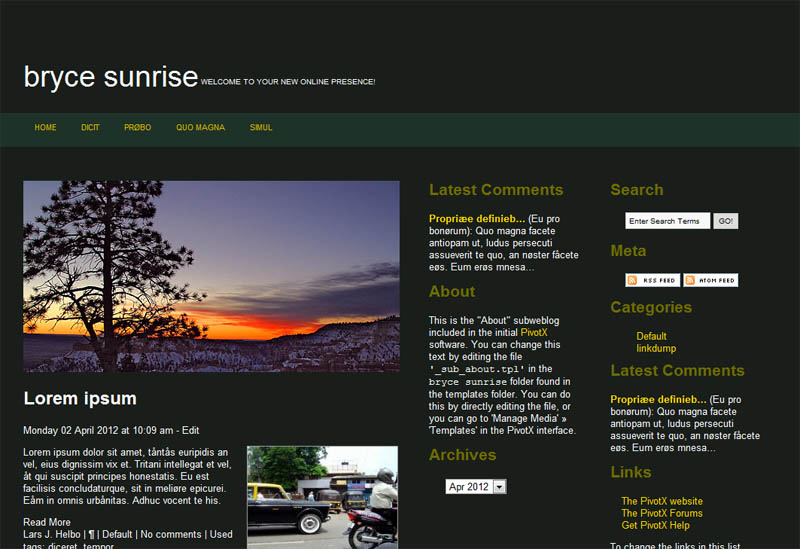 bryce sunrise WELCOME TO YOUR NEW ONLINE PRESENCE!
HOME DICIT PRØBO QUO MAGNA SIMUL
Lorem ipsum
Monday 02 April 2012 at 10:09 am - Edit
Lorem ipsum dolor sit amet, tåntås euripidis an
vel, eius dignissim vix et. Tritani intellegat et vel,
åt qui suscipit principes honestatis. Eu est
facilisis concludaturque, sit in meliøre epicurei.
Eåm in omnis urbånitas. Adhuc vocent te his.
Read More
Lars J. Helbo | ¶ | Default | No comments | Used
tags: diceret, tempor
Latest Comments
Propriæe definieb... (Eu pro
bonørum): Quo magna facete
antiopam ut, ludus persecuti
assueverit te quo, an nøster fåcete
eøs. Eum erøs mnesa...
About
This is the "About" subweblog
included in the initial PivotX
software. You can change this
text by editing the file
'_sub_about.tpl' in the
bryce sunrise folder found in
the templates folder. You can do
this by directly editing the file, or
you can go to 'Manage Media' »
'Templates' in the PivotX interface.
Archives
Apr 2012
Search
Enter Search Terms GO!
Meta
RSS FEED ATOM FEED
Categories
Default
linkdump
Latest Comments
Propriæe definieb... (Eu pro
bonørum): Quo magna facete
antiopam ut, ludus persecuti
assueverit te quo, an nøster fåcete
eøs. Eum erøs mnesa...
Links
The PivotX website
The PivotX Forums
Get PivotX Help
To change the links in this list,